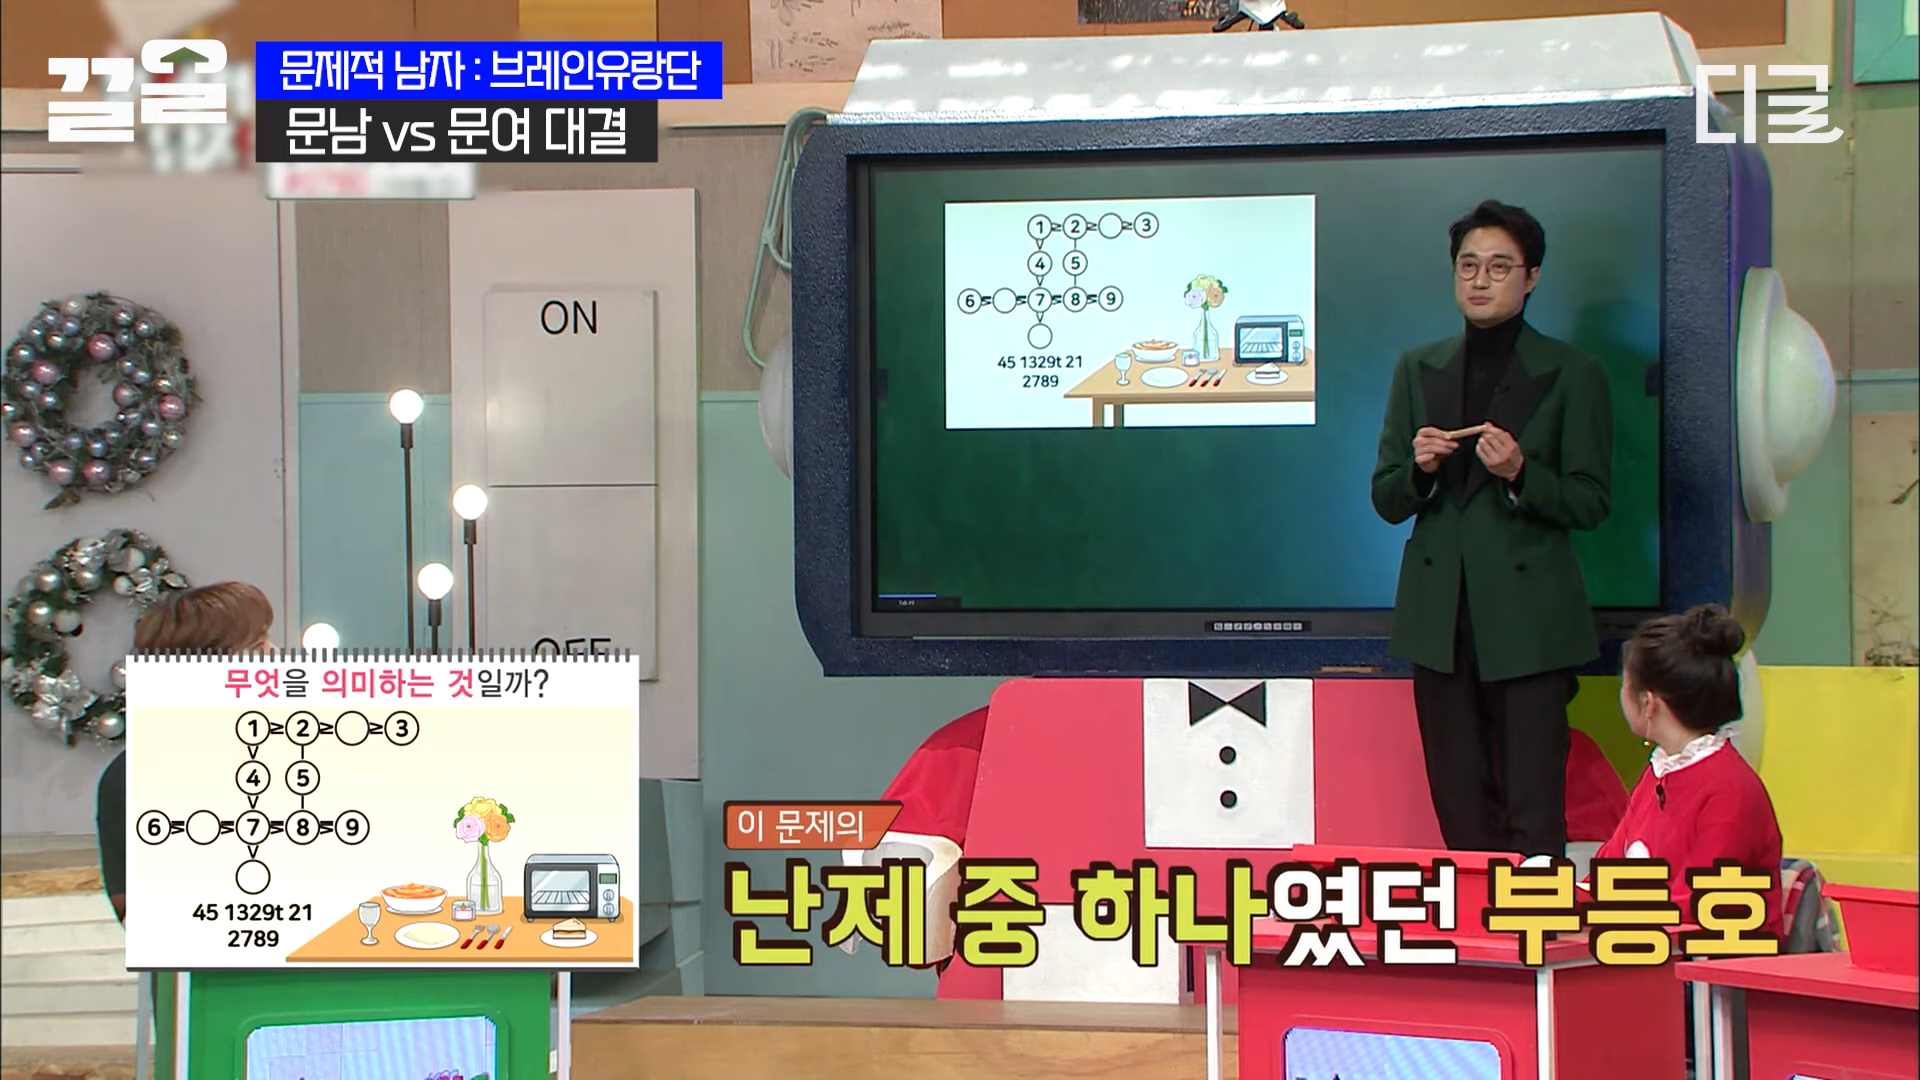 끌올
문제적 남자 : 브레인유랑단
문남 vs 문여 대결
디글
ON
OFF
1 ≥ 2 ≥ ≥ 3
4 5
6 ≤ ≤ 7 ≤ 8 ≤ 9
45 1329t 21
2789
무엇을 의미하는 것일까?
1 ≥ 2 ≥ ≥ 3
4 5
6 ≤ ≤ 7 ≤ 8 ≤ 9
45 1329t 21
2789
이 문제의
난제 중 하나였던 부등호